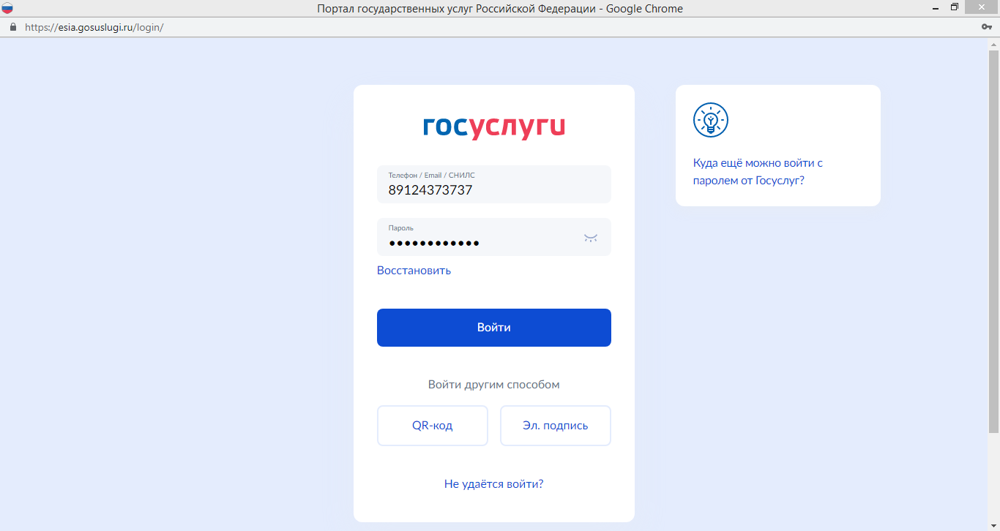 Портал государственных услуг Российской Федерации - Google Chrome
https://esia.gosuslugi.ru/login/
госуслуги
Телефон / Email / СНИЛС
89124373737
Пароль
••••••••••••
Восстановить
Войти
Войти другим способом
QR-код
Эл. подпись
Не удаётся войти?
Куда ещё можно войти с
паролем от Госуслуг?